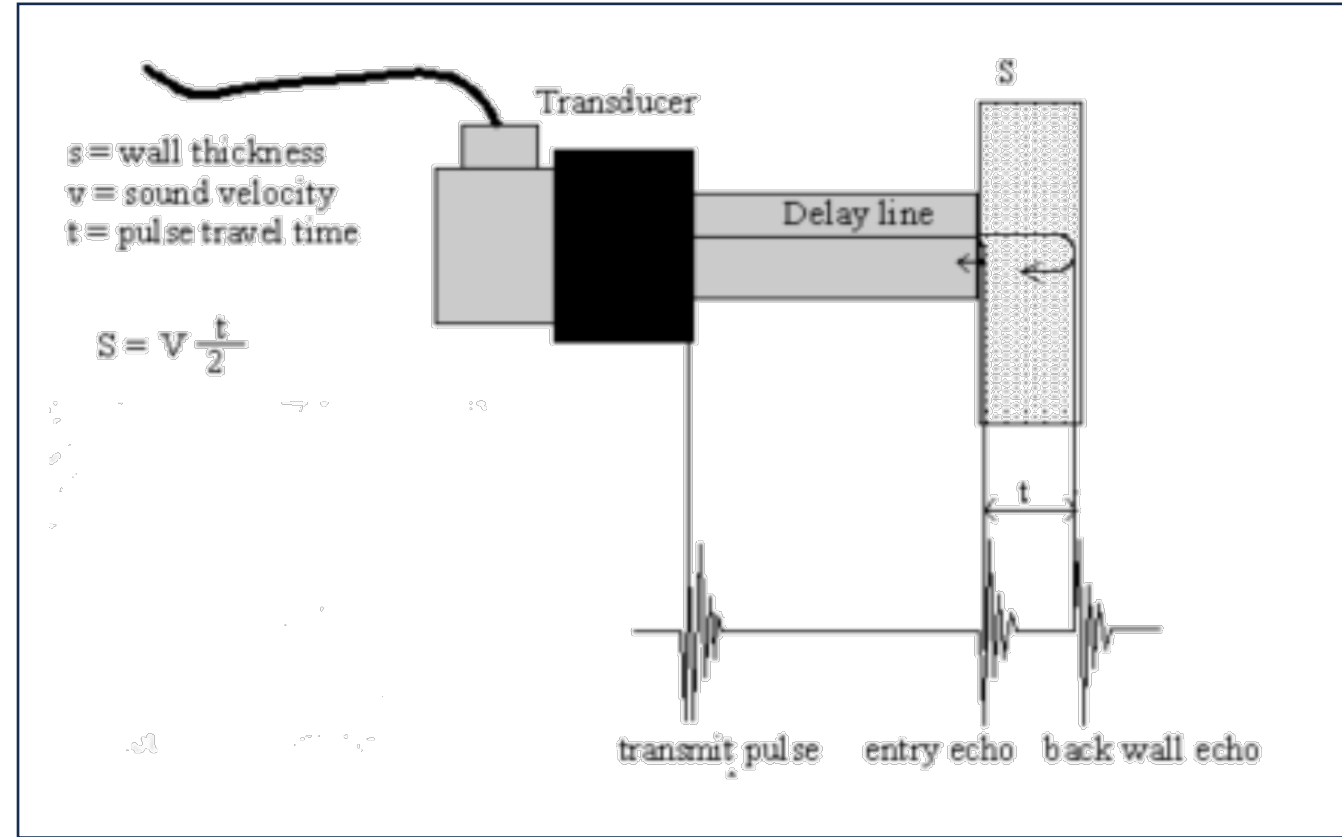 S
Transducer
s = wall thickness
v = sound velocity
t = pulse travel time
Delay line
S = V t/2
t
transmit pulse
entry echo
back wall echo